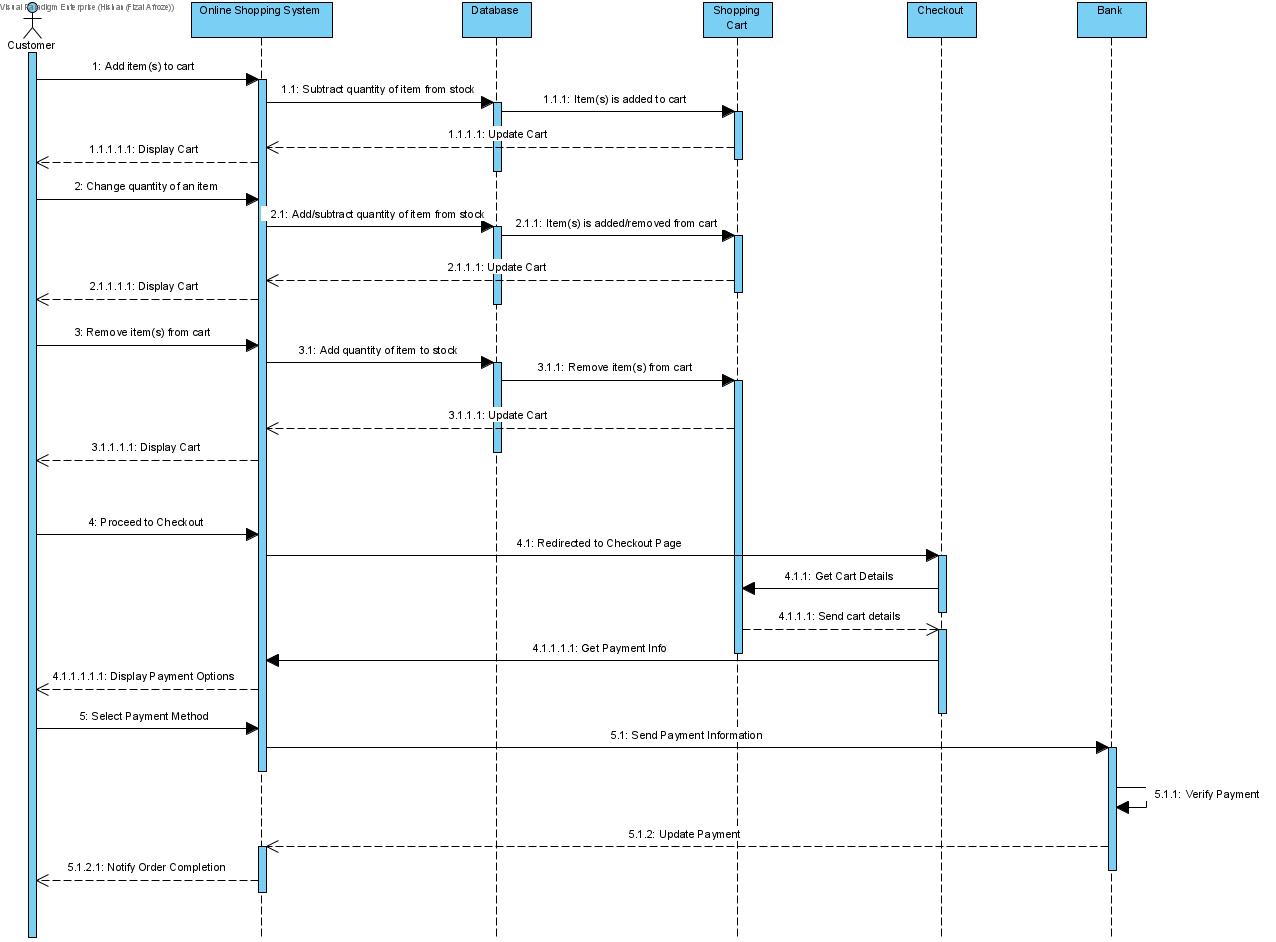 Visual Paradigm Enterprise (Hishan (Fizal Afroze))
Online Shopping System
Database
Shopping
Cart
Checkout
Bank
Customer
1: Add item(s) to cart
1.1: Subtract quantity of item from stock
1.1.1: Item(s) is added to cart
1.1.1.1: Update Cart
1.1.1.1.1: Display Cart
2: Change quantity of an item
2.1: Add/subtract quantity of item from stock
2.1.1: Item(s) is added/removed from cart
2.1.1.1: Update Cart
2.1.1.1.1: Display Cart
3: Remove item(s) from cart
3.1: Add quantity of item to stock
3.1.1: Remove item(s) from cart
3.1.1.1: Update Cart
3.1.1.1.1: Display Cart
4: Proceed to Checkout
4.1: Redirected to Checkout Page
4.1.1: Get Cart Details
4.1.1.1: Send cart details
4.1.1.1.1: Get Payment Info
4.1.1.1.1.1: Display Payment Options
5: Select Payment Method
5.1: Send Payment Information
5.1.1: Verify Payment
5.1.2: Update Payment
5.1.2.1: Notify Order Completion